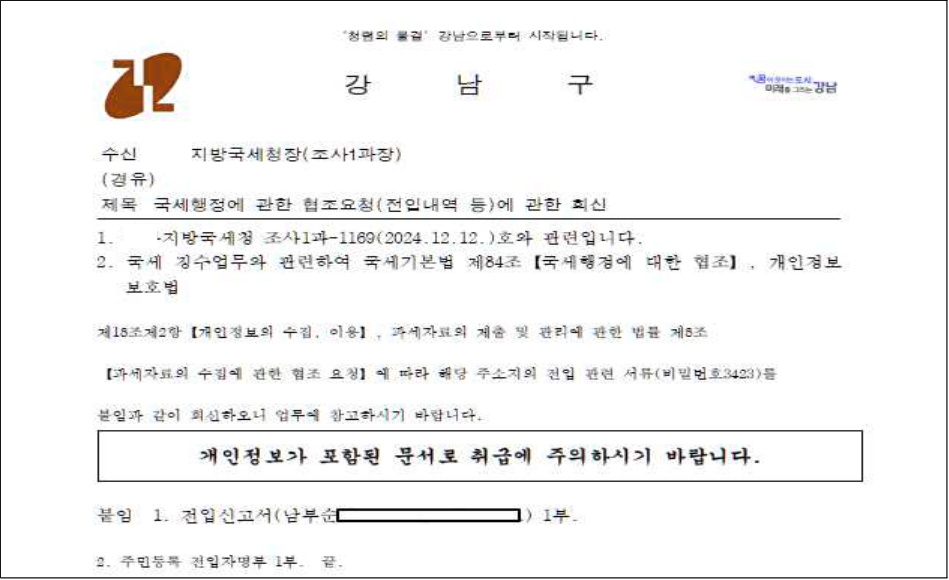 '청렴의 물결' 강남으로부터 시작됩니다.
강 남 구
미래를 그리는 강남
수신 지방국세청장(조사1과장)
(경유)
제목 국세행정에 관한 협조요청(전입내역 등)에 관한 회신
1. -지방국세청 조사1과-1169(2024.12.12.)호와 관련입니다.
2. 국세 징수업무와 관련하여 국세기본법 제84조 【국세행정에 대한 협조】, 개인정보
보호법
제15조제2항【개인정보의 수집, 이용】, 과세자료의 제출 및 관리에 관한 법률 제8조
【과세자료의 수집에 관한 협조 요청】에 따라 해당 주소지의 전입 관련 서류(비밀번호3423)를
붙임과 같이 회신하오니 업무에 참고하시기 바랍니다.
개인정보가 포함된 문서로 취급에 주의하시기 바랍니다.
붙임 1. 전입신고서(남부순 ) 1부.
2. 주민등록 전입자명부 1부. 끝.